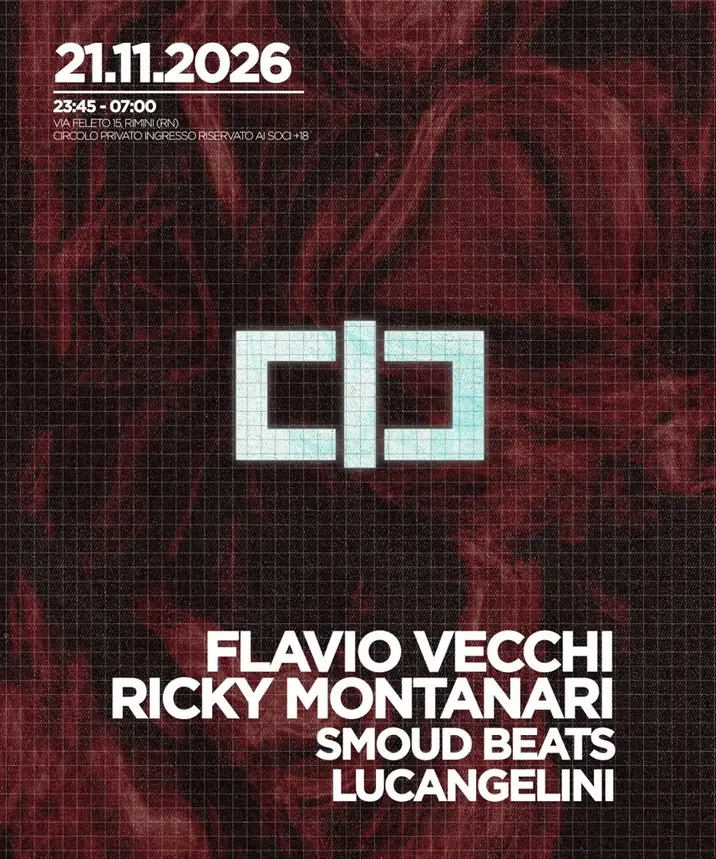 21.11.2026
23:45 - 07:00
VIA FELETO 15, RIMINI (RN)
CIRCOLO PRIVATO INGRESSO RISERVATO AI SOCI +18
FLAVIO VECCHI
RICKY MONTANARI
SMOUD BEATS
LUCANGELINI